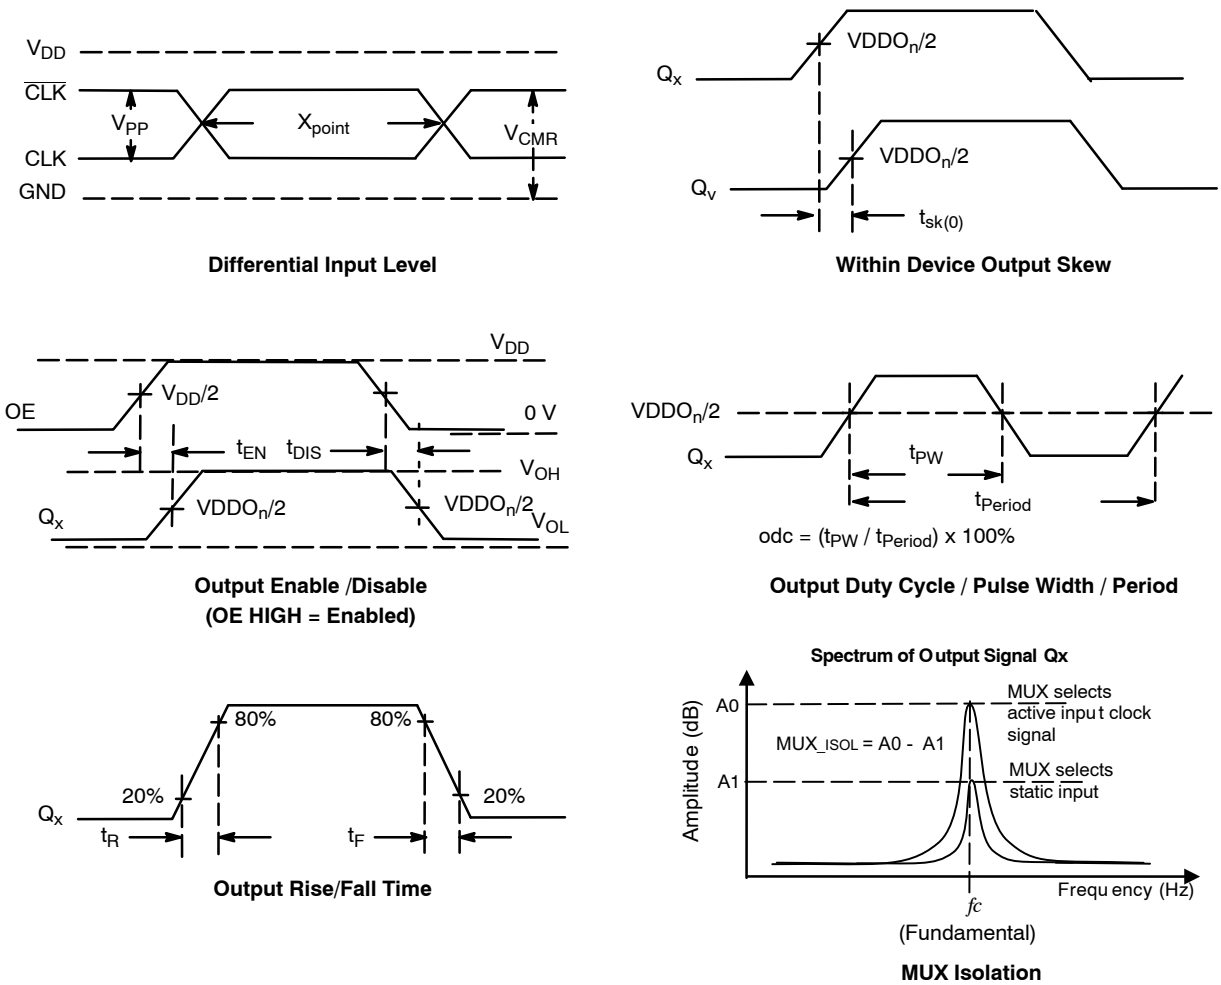 V_DD
CLK
V_PP
X_point
V_CMR
CLK
GND
Differential Input Level
VDDO_n/2
Q_x
VDDO_n/2
Q_v
t_sk(0)
Within Device Output Skew
V_DD
V_DD/2
OE
0 V
t_EN t_DIS
V_OH
VDDO_n/2
VDDO_n/2
Q_x
V_OL
Output Enable /Disable
(OE HIGH = Enabled)
VDDO_n/2
Q_x
t_PW
t_Period
odc = (t_PW / t_Period) x 100%
Output Duty Cycle / Pulse Width / Period
80%
80%
20%
20%
Q_x
t_R
t_F
Output Rise/Fall Time
Spectrum of Output Signal Qx
Amplitude (dB)
A0
MUX selects
active input clock
signal
MUX_ISOL = A0 - A1
A1
MUX selects
static input
Frequency (Hz)
fc
(Fundamental)
MUX Isolation